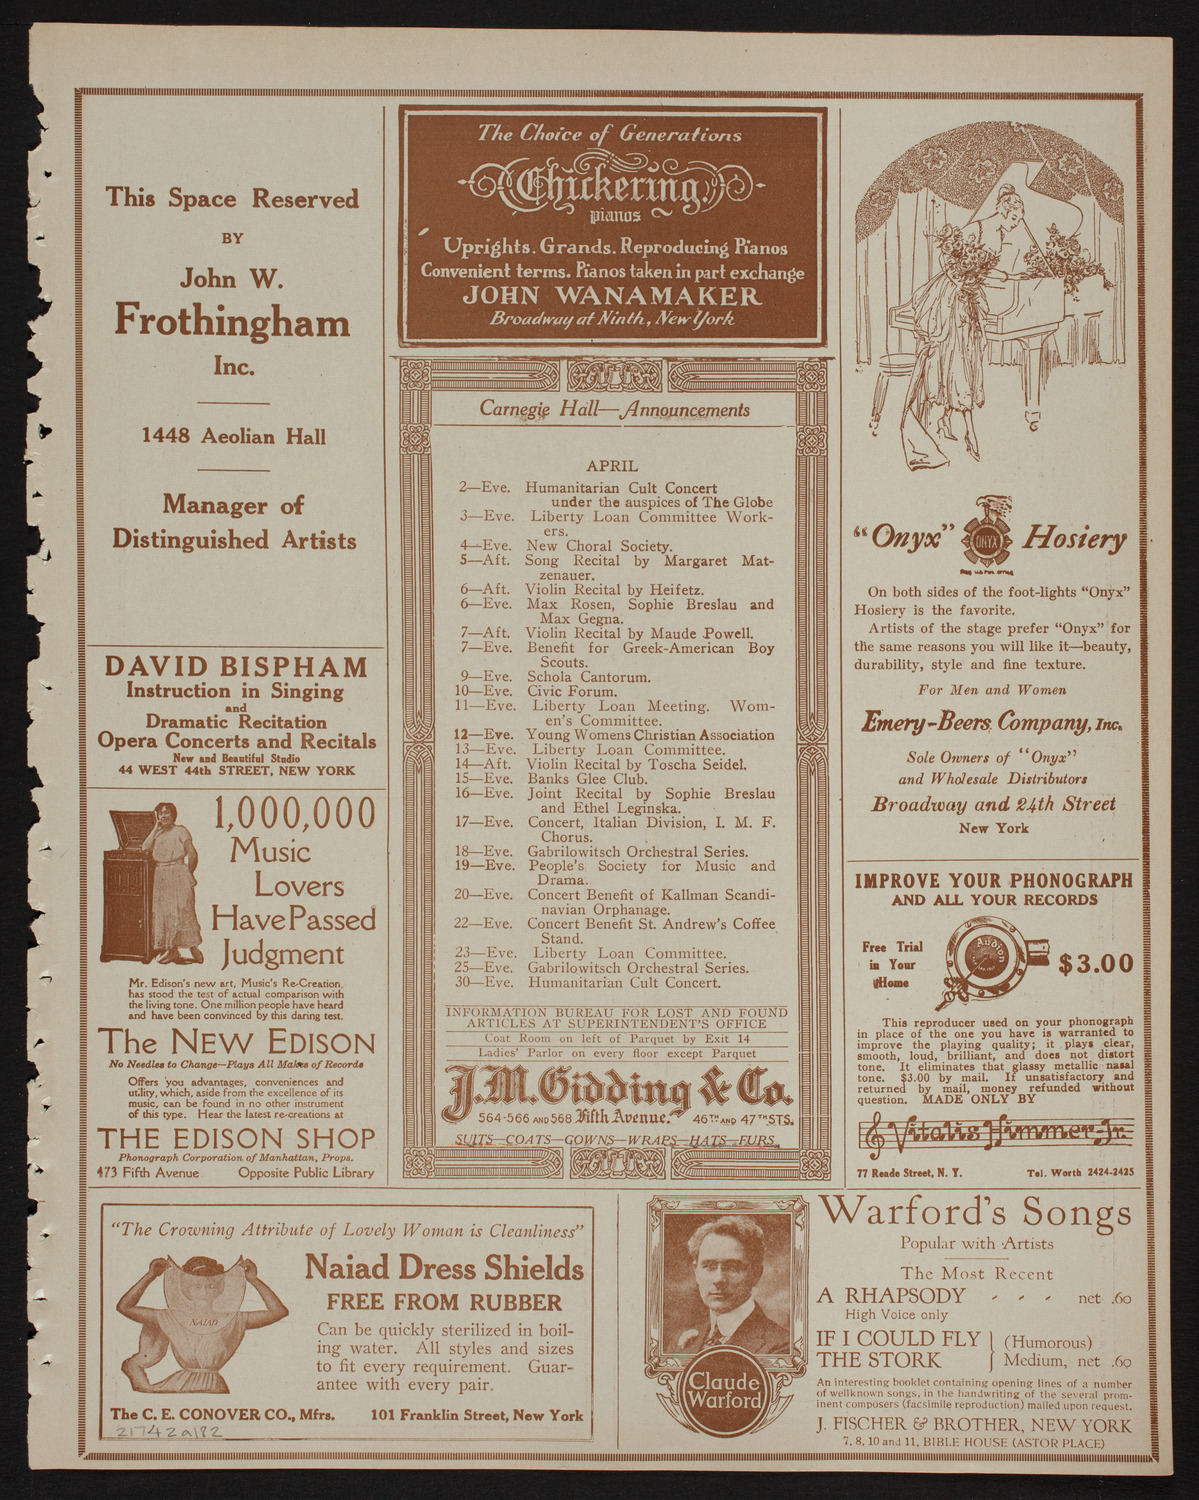 This Space Reserved
BY
John W.
Frothingham
Inc.
1448 Aeolian Hall
Manager of
Distinguished Artists
DAVID BISPHAM
Instruction in Singing
and
Dramatic Recitation
Opera Concerts and Recitals
New and Beautiful Studio
44 WEST 44th STREET, NEW YORK
1,000,000
Music
Lovers
Have Passed
Judgment
Mr. Edison's new art, Music's Re-Creation,
has stood the test of actual comparison with
the living tone. One million people have heard
and have been convinced by this daring test.
The NEW EDISON
No Needles to Change—Plays All Makes of Records
Offers you advantages, conveniences and
utility, which, aside from the excellence of its
music, can be found in no other instrument
of this type. Hear the latest re-creations at
THE EDISON SHOP
Phonograph Corporation of Manhattan, Props.
473 Fifth Avenue Opposite Public Library
The Choice of Generations
Chickering
pianos
Uprights. Grands. Reproducing Pianos
Convenient terms. Pianos taken in part exchange
JOHN WANAMAKER
Broadway at Ninth, New York
Carnegie Hall—Announcements
APRIL
2—Eve. Humanitarian Cult Concert
under the auspices of The Globe
3—Eve. Liberty Loan Committee Work-
ers.
4—Eve. New Choral Society.
5—Aft. Song Recital by Margaret Mat-
zenauer.
6—Aft. Violin Recital by Heifetz.
6—Eve. Max Rosen, Sophie Breslau and
Max Gegna.
7—Aft. Violin Recital by Maude Powell.
7—Eve. Benefit for Greek-American Boy
Scouts.
9—Eve. Schola Cantorum.
10—Eve. Civic Forum.
11—Eve. Liberty Loan Meeting. Wom-
en's Committee.
12—Eve. Young Womens Christian Association
13—Eve. Liberty Loan Committee.
14—Aft. Violin Recital by Toscha Seidel.
15—Eve. Banks Glee Club.
16—Eve. Joint Recital by Sophie Breslau
and Ethel Leginska.
17—Eve. Concert, Italian Division, I. M. F.
Chorus.
18—Eve. Gabrilowitsch Orchestral Series.
19—Eve. People's Society for Music and
Drama.
20—Eve. Concert Benefit of Kallman Scandi-
navian Orphanage.
22—Eve. Concert Benefit St. Andrew's Coffee
Stand.
23—Eve. Liberty Loan Committee.
25—Eve. Gabrilowitsch Orchestral Series.
30—Eve. Humanitarian Cult Concert.
INFORMATION BUREAU FOR LOST AND FOUND
ARTICLES AT SUPERINTENDENT'S OFFICE
Coat Room on left of Parquet by Exit 14
Ladies' Parlor on every floor except Parquet
J.M. Gidding & Co.
564-566 AND 568 Fifth Avenue. 46TH AND 47TH STS.
SUITS—COATS—GOWNS—WRAPS—HATS—FURS
"Onyx" Hosiery
ONYX
REG. U.S. PAT. OFFICE
On both sides of the foot-lights "Onyx"
Hosiery is the favorite.
Artists of the stage prefer "Onyx" for
the same reasons you will like it—beauty,
durability, style and fine texture.
For Men and Women
Emery-Beers Company, Inc.
Sole Owners of "Onyx"
and Wholesale Distributors
Broadway and 24th Street
New York
IMPROVE YOUR PHONOGRAPH
AND ALL YOUR RECORDS
Free Trial
in Your
Home
Audion
$3.00
This reproducer used on your phonograph
in place of the one you have is warranted to
improve the playing quality; it plays clear,
smooth, loud, brilliant, and does not distort
tone. It eliminates that glassy metallic nasal
tone. $3.00 by mail. If unsatisfactory and
returned by mail, money refunded without
question. MADE ONLY BY
Vitalis Himmer Jr.
77 Reade Street, N. Y. Tel. Worth 2424-2425
"The Crowning Attribute of Lovely Woman is Cleanliness"
NAIAD
Naiad Dress Shields
FREE FROM RUBBER
Can be quickly sterilized in boil-
ing water. All styles and sizes
to fit every requirement. Guar-
antee with every pair.
The C. E. CONOVER CO., Mfrs. 101 Franklin Street, New York
21742a182
Claude
Warford
Warford's Songs
Popular with Artists
The Most Recent
A RHAPSODY - - - net .60
High Voice only
IF I COULD FLY (Humorous)
THE STORK Medium, net .60
An interesting booklet containing opening lines of a number
of wellknown songs, in the handwriting of the several prom-
inent composers (facsimile reproduction) mailed upon request.
J. FISCHER & BROTHER, NEW YORK
7, 8, 10 and 11, BIBLE HOUSE (ASTOR PLACE)